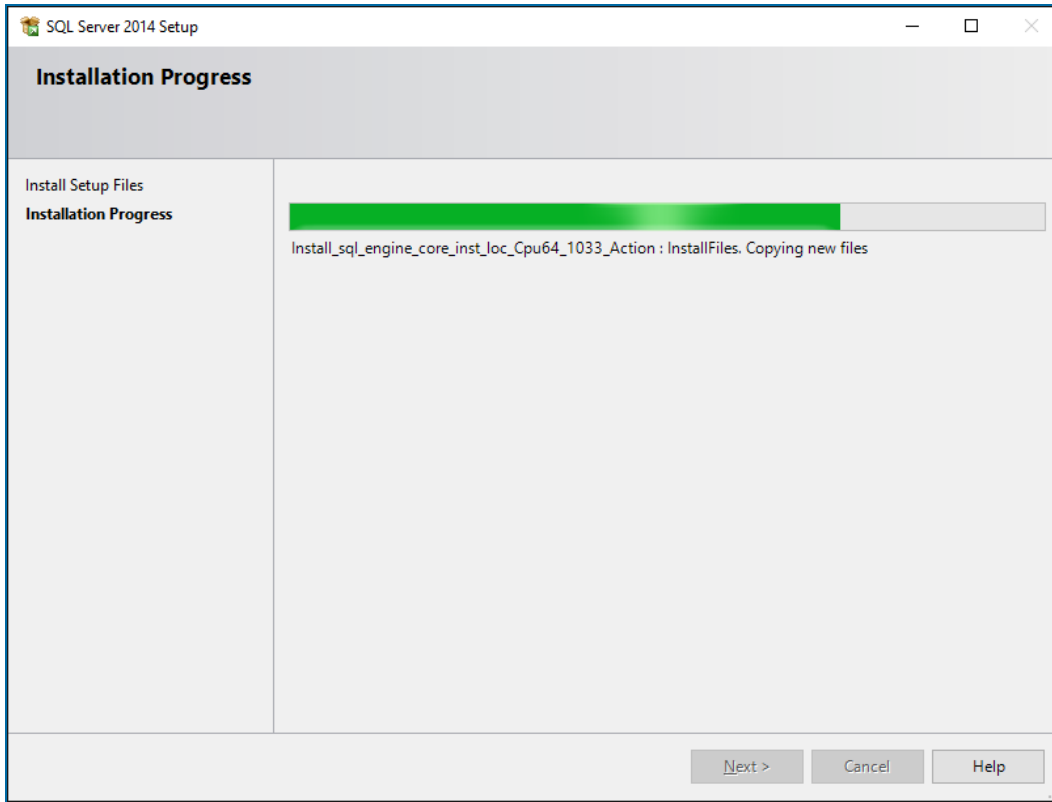 SQL Server 2014 Setup
Installation Progress
Install Setup Files
Installation Progress
Install_sql_engine_core_inst_loc_Cpu64_1033_Action : InstallFiles. Copying new files
Next >
Cancel
Help